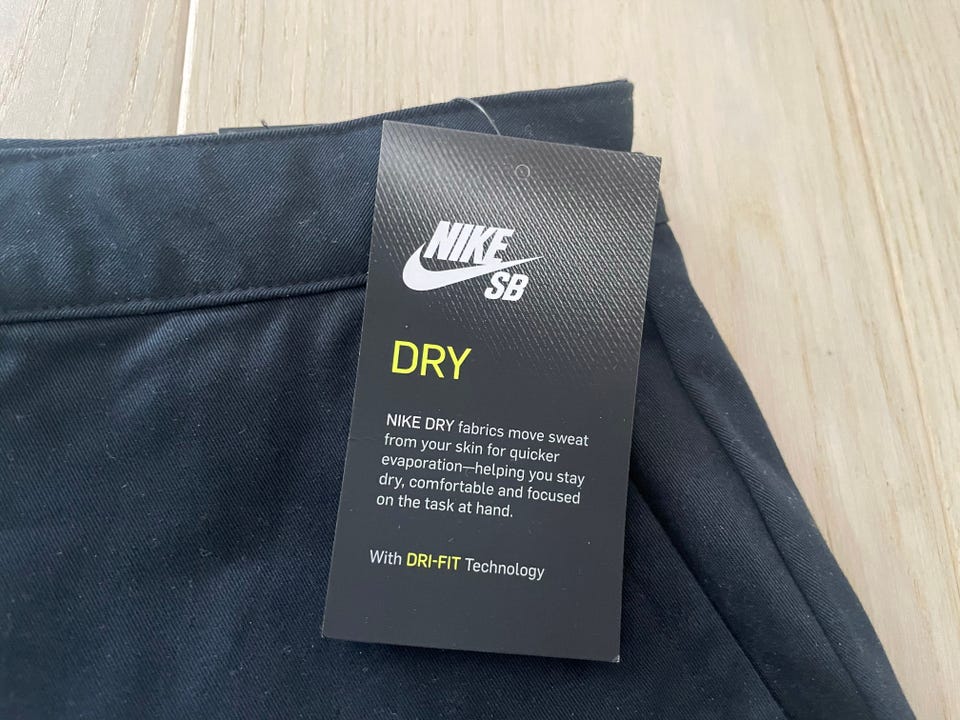 NIKE
SB
DRY
NIKE DRY fabrics move sweat
from your skin for quicker
evaporation—helping you stay
dry, comfortable and focused
on the task at hand.
With DRI-FIT Technology